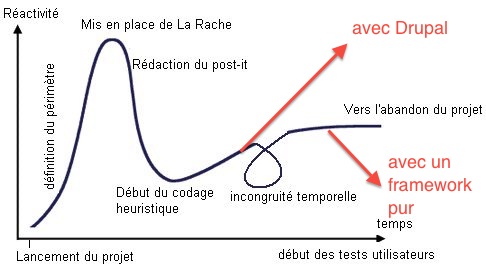 Réactivité
Mis en place de La Rache
avec Drupal
Rédaction du post-it
définition du périmètre
Vers l'abandon du projet
Début du codage
heuristique
incongruité temporelle
avec un
framework
pur
temps
Lancement du projet
début des tests utilisateurs